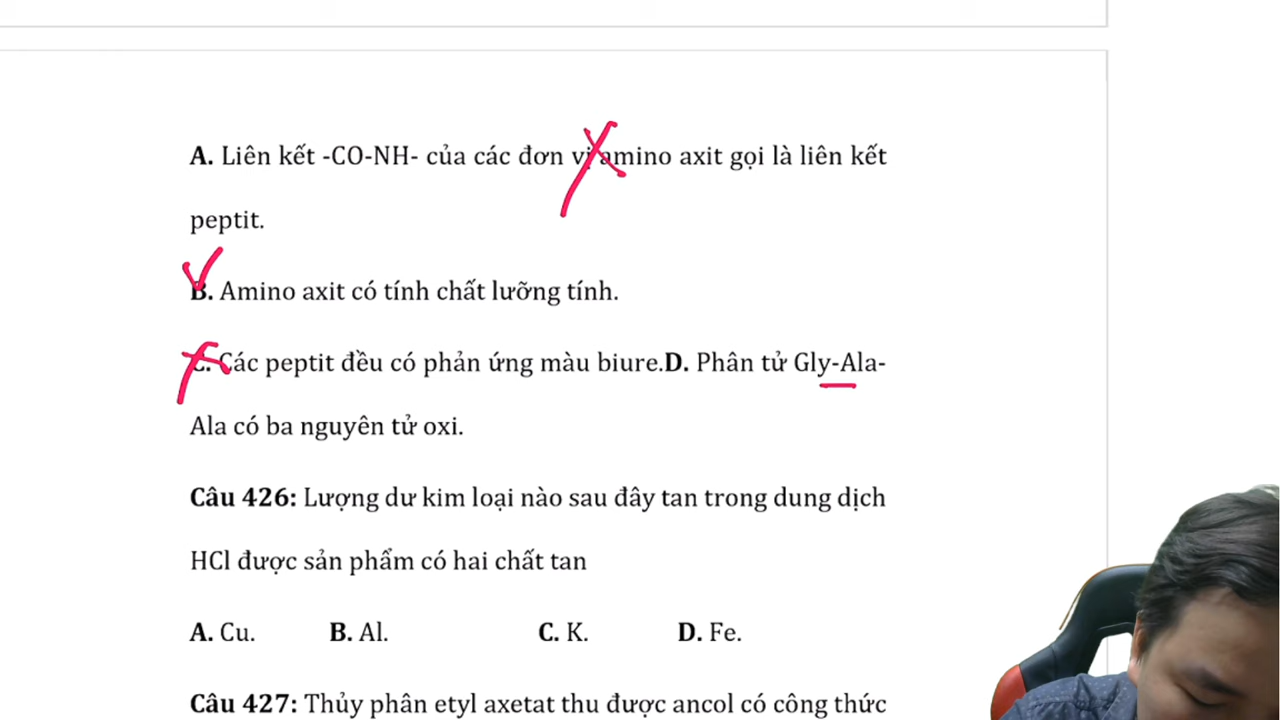 A. Liên kết -CO-NH- của các đơn vị amino axit gọi là liên kết
peptit.
B. Amino axit có tính chất lưỡng tính.
C. Các peptit đều có phản ứng màu biure.D. Phân tử Gly-Ala-
Ala có ba nguyên tử oxi.
Câu 426: Lượng dư kim loại nào sau đây tan trong dung dịch
HCl được sản phẩm có hai chất tan
A. Cu. B. Al. C. K. D. Fe.
Câu 427: Thủy phân etyl axetat thu được ancol có công thức